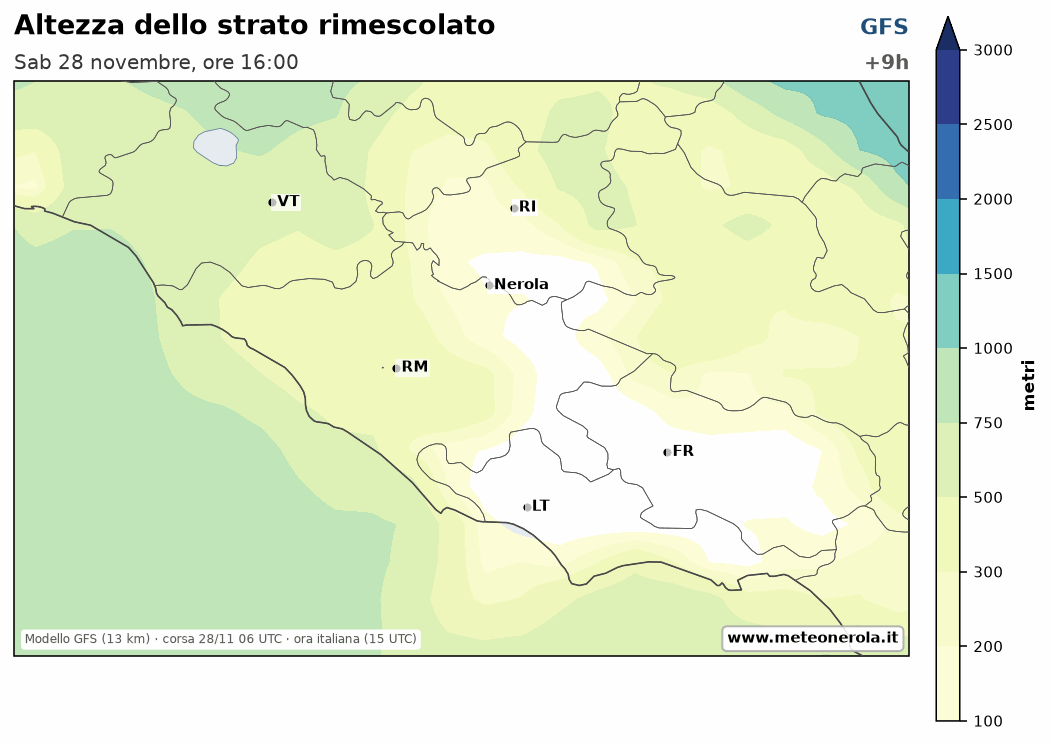 Altezza dello strato rimescolato
GFS
Sab 28 novembre, ore 16:00
+9h
VT
RI
Nerola
RM
FR
LT
Modello GFS (13 km) · corsa 28/11 06 UTC · ora italiana (15 UTC)
www.meteonerola.it
3000
2500
2000
1500
1000
750
500
300
200
100
metri